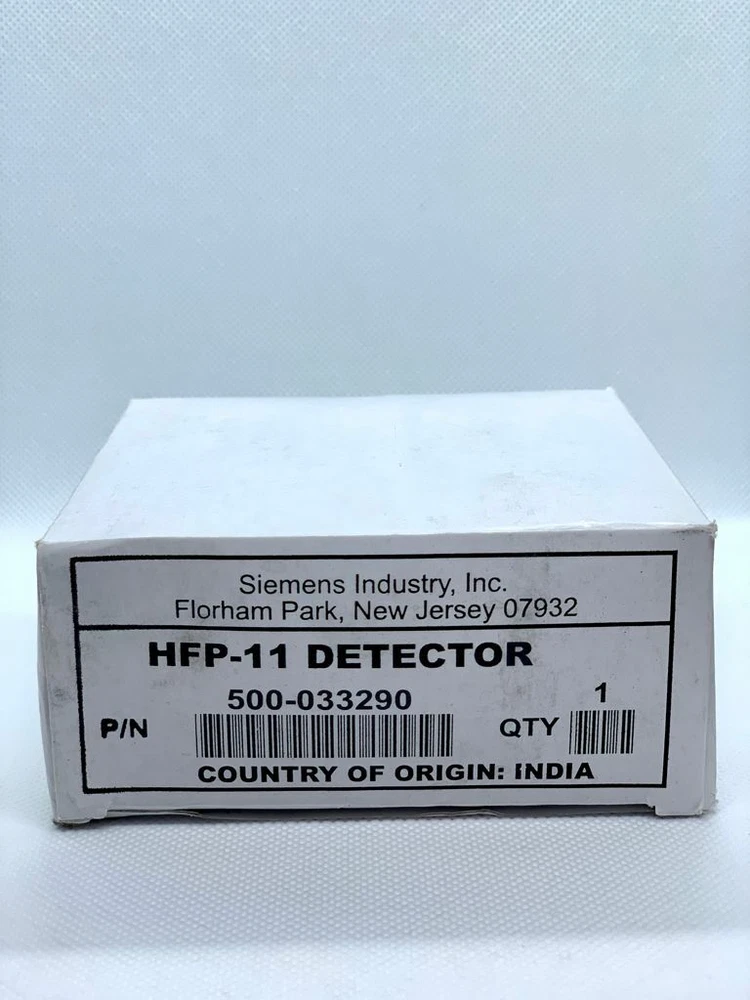 Siemens Industry, Inc.
Florham Park, New Jersey 07932
HFP-11 DETECTOR
500-033290
1
P/N
QTY
COUNTRY OF ORIGIN: INDIA